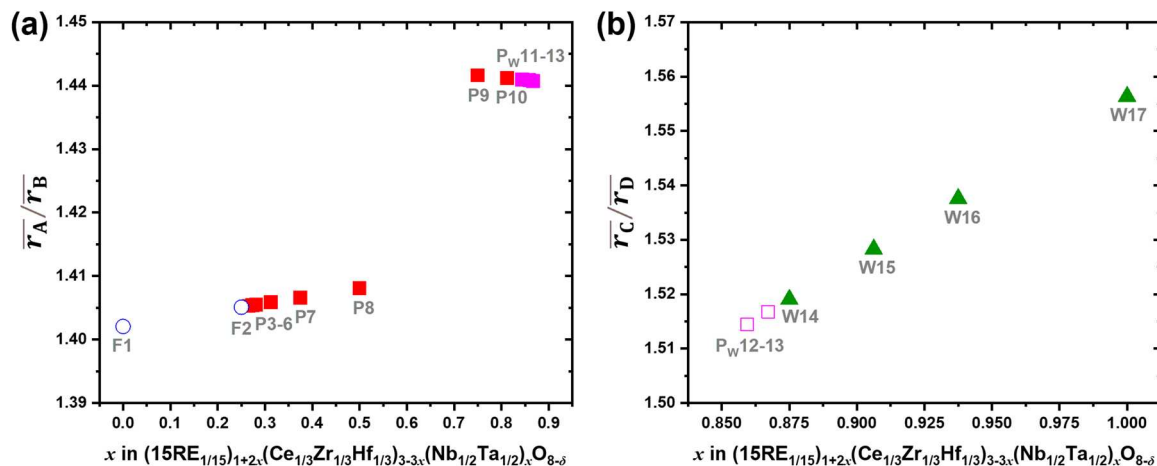 (a)
1.45
1.44
1.43
1.42
1.41
1.40
1.39
r̅A/r̅B
F1
F2
P3-6
P7
P8
P9
P10
PW11-13
0.0 0.1 0.2 0.3 0.4 0.5 0.6 0.7 0.8 0.9
x in (15RE1/15)1+2x(Ce1/3Zr1/3Hf1/3)3-3x(Nb1/2Ta1/2)xO8-δ
(b)
1.57
1.56
1.55
1.54
1.53
1.52
1.51
1.50
r̅C/r̅D
W17
W16
W15
W14
PW12-13
0.850 0.875 0.900 0.925 0.950 0.975 1.000
x in (15RE1/15)1+2x(Ce1/3Zr1/3Hf1/3)3-3x(Nb1/2Ta1/2)xO8-δ